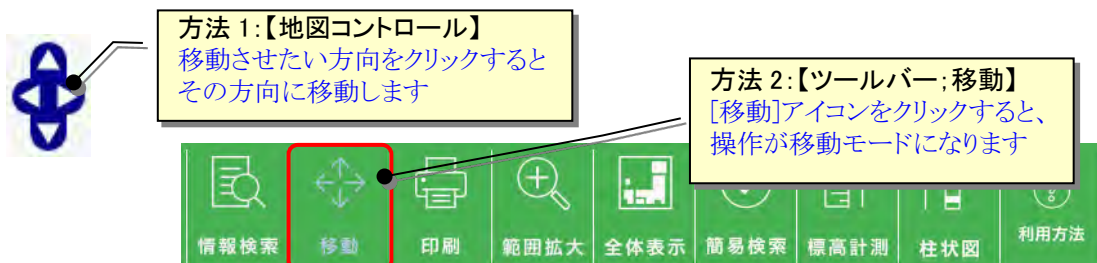 方法 1:【地図コントロール】
移動させたい方向をクリックすると
その方向に移動します
方法 2:【ツールバー;移動】
[移動]アイコンをクリックすると、
操作が移動モードになります
情報検索 移動 印刷 範囲拡大 全体表示 簡易検索 標高計測 柱状図 利用方法